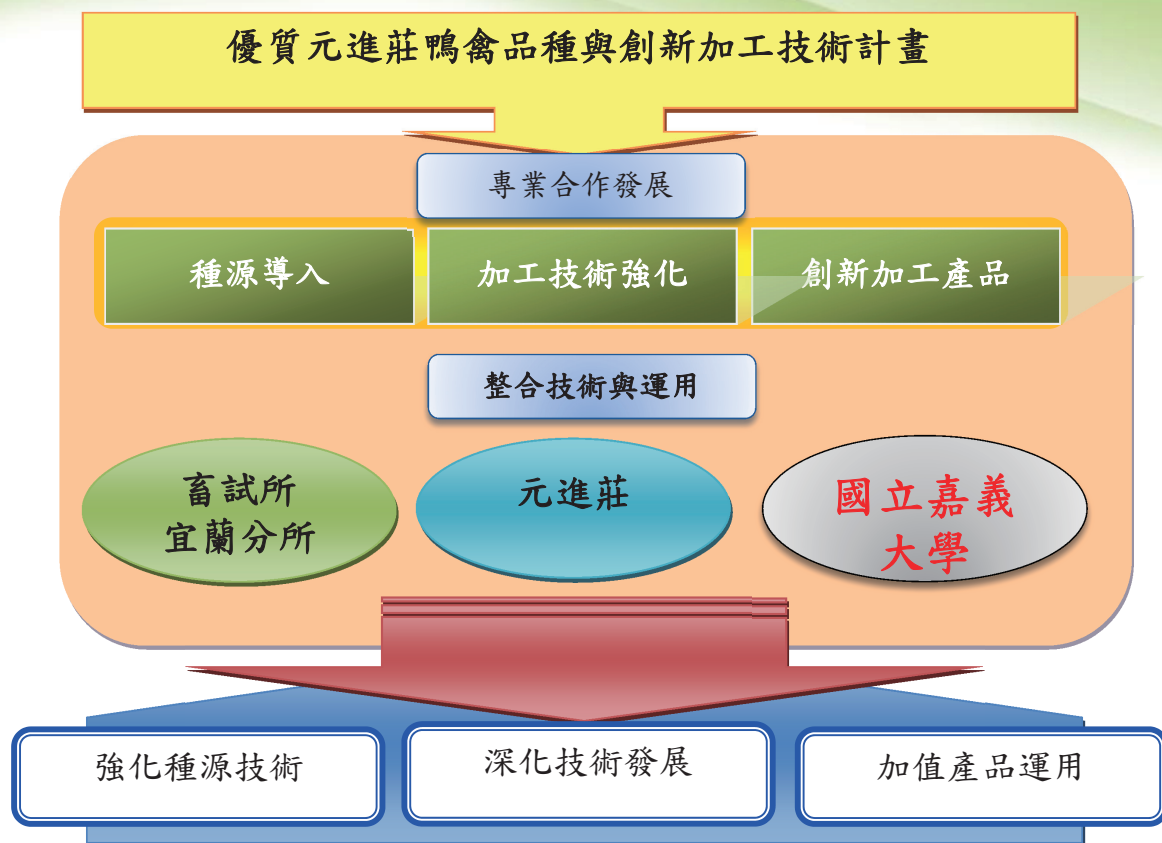 優質元進莊鴨禽品種與創新加工技術計畫
專業合作發展
種源導入
加工技術強化
創新加工產品
整合技術與運用
畜試所
宜蘭分所
元進莊
國立嘉義
大學
強化種源技術
深化技術發展
加值產品運用